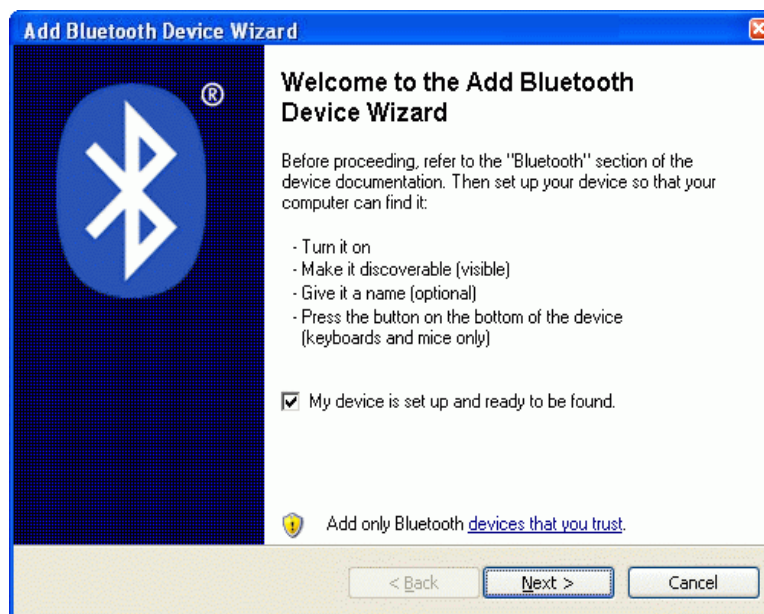 Add Bluetooth Device Wizard
®
Welcome to the Add Bluetooth
Device Wizard
Before proceeding, refer to the "Bluetooth" section of the
device documentation. Then set up your device so that your
computer can find it:
- Turn it on
- Make it discoverable (visible)
- Give it a name (optional)
- Press the button on the bottom of the device
(keyboards and mice only)
My device is set up and ready to be found.
Add only Bluetooth devices that you trust.
< Back Next > Cancel